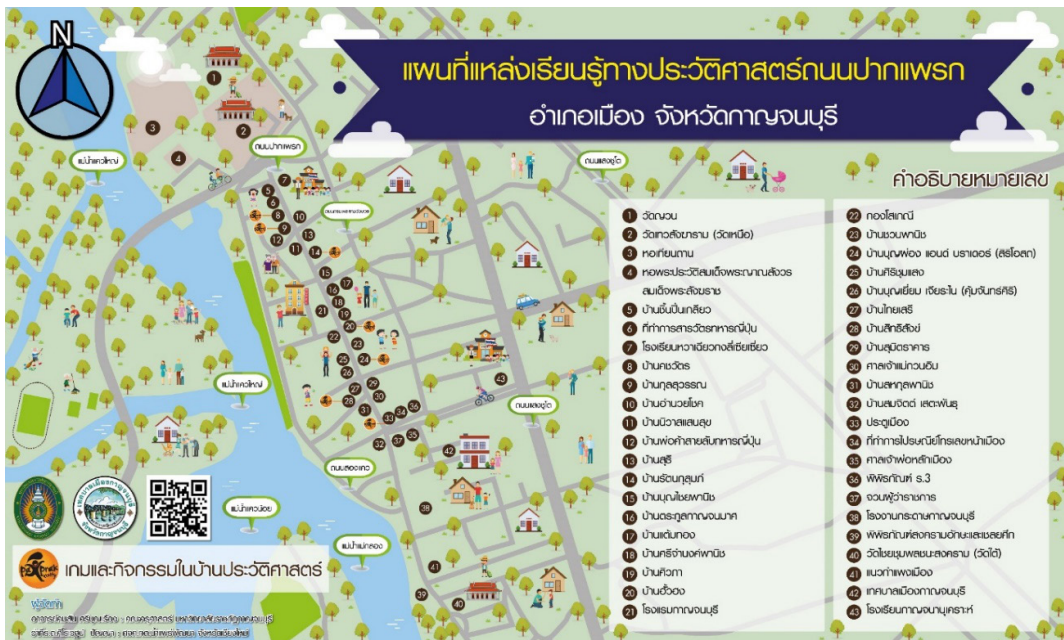 N
แผนที่แหล่งเรียนรู้ทางประวัติศาสตร์ถนนปากแพรก
อำเภอเมือง จังหวัดกาญจนบุรี
แม่น้ำแควใหญ่
ถนนปากแพรก
ถนนแสงชูโต
แม่น้ำแควใหญ่
ถนนแสงชูโต
ถนนสองแคว
แม่น้ำแควน้อย
แม่น้ำแม่กลอง
คำอธิบายหมายเลข
1 วัดญวน
2 วัดเทวสังฆาราม (วัดเหนือ)
3 หอเทียนถาน
4 หอพระประวัติสมเด็จพระญาณสังวร
สมเด็จพระสังฆราช
5 บ้านชิ้นปิ่นเกลียว
6 ที่ทำการสารวัตรทหารญี่ปุ่น
7 โรงเรียนหวาเฉียวกงลี่เซียเซี่ยว
8 บ้านคชวัตร
9 บ้านกุลสุวรรณ
10 บ้านอำนวยโชค
11 บ้านนิวาสแสนสุข
12 บ้านพ่อค้าสายลับทหารญี่ปุ่น
13 บ้านสุธี
14 บ้านรัตนกุสุมภ์
15 บ้านบุญไชยพานิช
16 บ้านตระกูลกาญจนมาศ
17 บ้านแต้มทอง
18 บ้านศรีจำนงค์พานิช
19 บ้านศิวภา
20 บ้านฮั้วฮง
21 โรงแรมกาญจนบุรี
22 กองโสเภณี
23 บ้านชวนพานิช
24 บ้านบุญผ่อง แอนด์ บราเดอร์ (สิริโอสถ)
25 บ้านศิริชุมแสง
26 บ้านบุญเยี่ยม เจียระไน (คุ้มจันทร์ศิริ)
27 บ้านไทยเสรี
28 บ้านสิทธิสังข์
29 บ้านสุมิตราคาร
30 ศาลเจ้าแม่กวนอิม
31 บ้านสหกุลพานิช
32 บ้านสมจิตต์ เสตะพันธุ
33 ประตูเมือง
34 ที่ทำการไปรษณีย์โทรเลขหน้าเมือง
35 ศาลเจ้าพ่อหลักเมือง
36 พิพิธภัณฑ์ ร.3
37 จวนผู้ว่าราชการ
38 โรงงานกระดาษกาญจนบุรี
39 พิพิธภัณฑ์สงครามอักษะและเชลยศึก
40 วัดไชยชุมพลชนะสงคราม (วัดใต้)
41 แนวกำแพงเมือง
42 เทศบาลเมืองกาญจนบุรี
43 โรงเรียนกาญจนานุเคราะห์
เกมและกิจกรรมในบ้านประวัติศาสตร์
ผู้จัดทำ